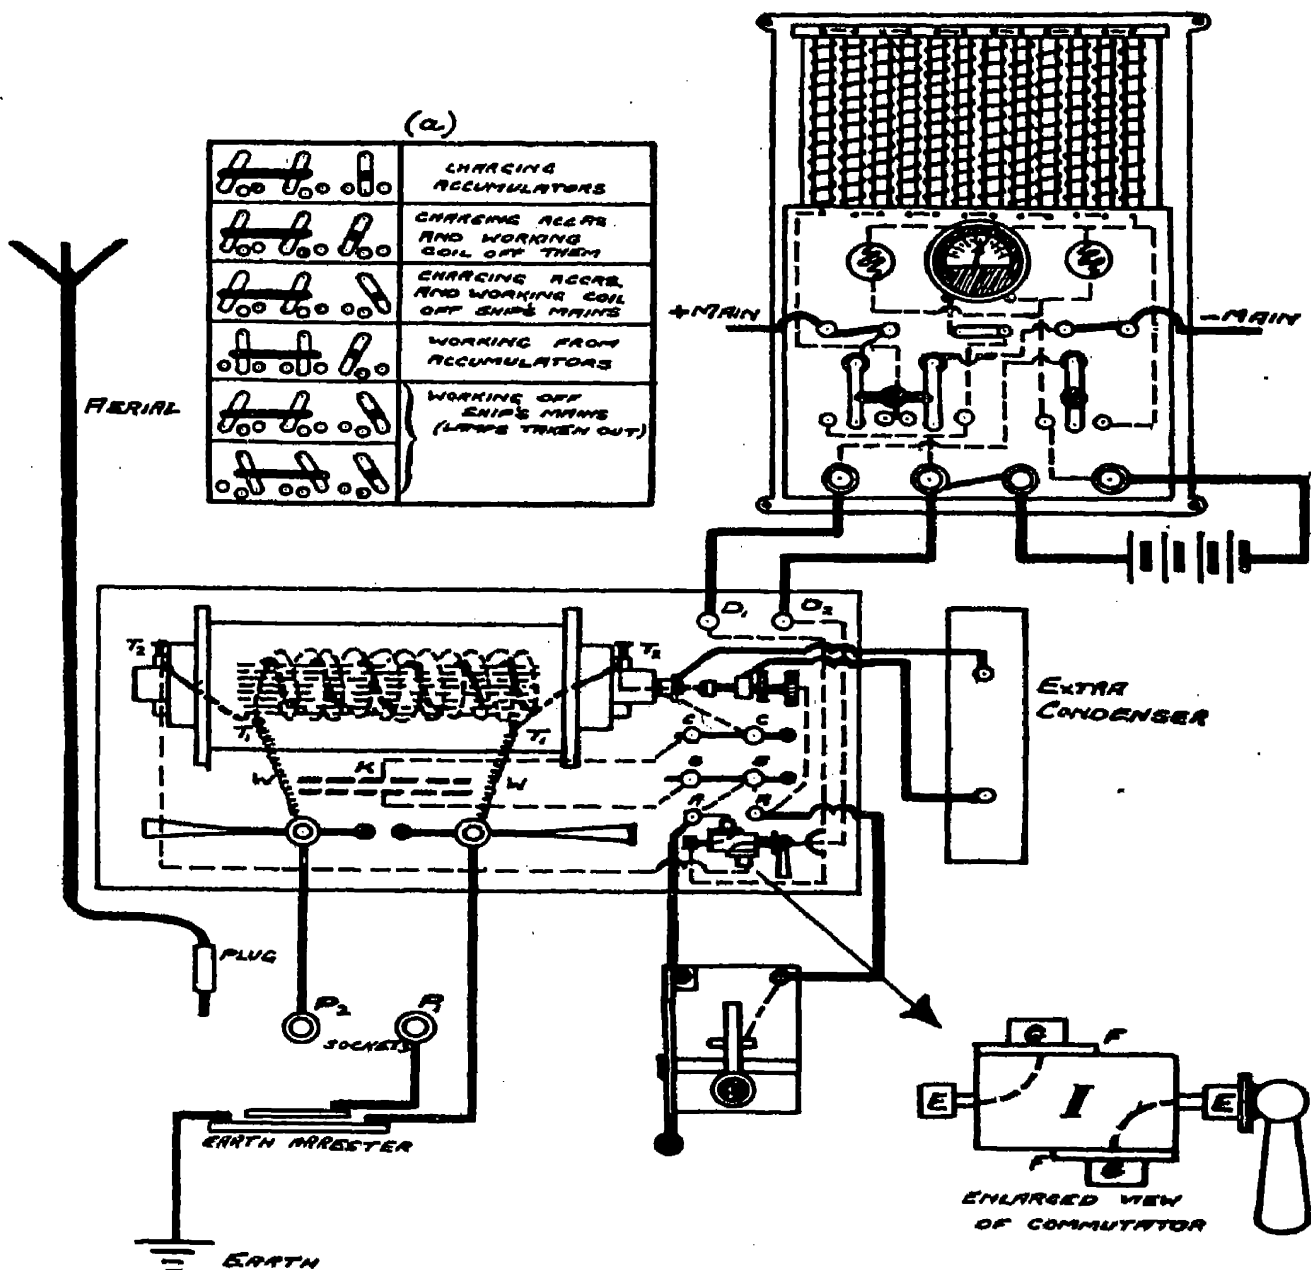 (a)
CHARGING
ACCUMULATORS
CHARGING ACCRS
AND WORKING
COIL OFF THEM
CHARGING ACCRS,
AND WORKING COIL
OFF SHIP'S MAINS
WORKING FROM
ACCUMULATORS
WORKING OFF
SHIP'S MAINS
(LAMPS TAKEN OUT)
+MAIN
-MAIN
AERIAL
D1
D2
T2
T2
T1
T1
EXTRA
CONDENSER
C
C
B
B
A
A
K
W
W
PLUG
P2
P1
SOCKETS
EARTH ARRESTER
EARTH
G
F
E
I
E
F
G
ENLARGED VIEW
OF COMMUTATOR